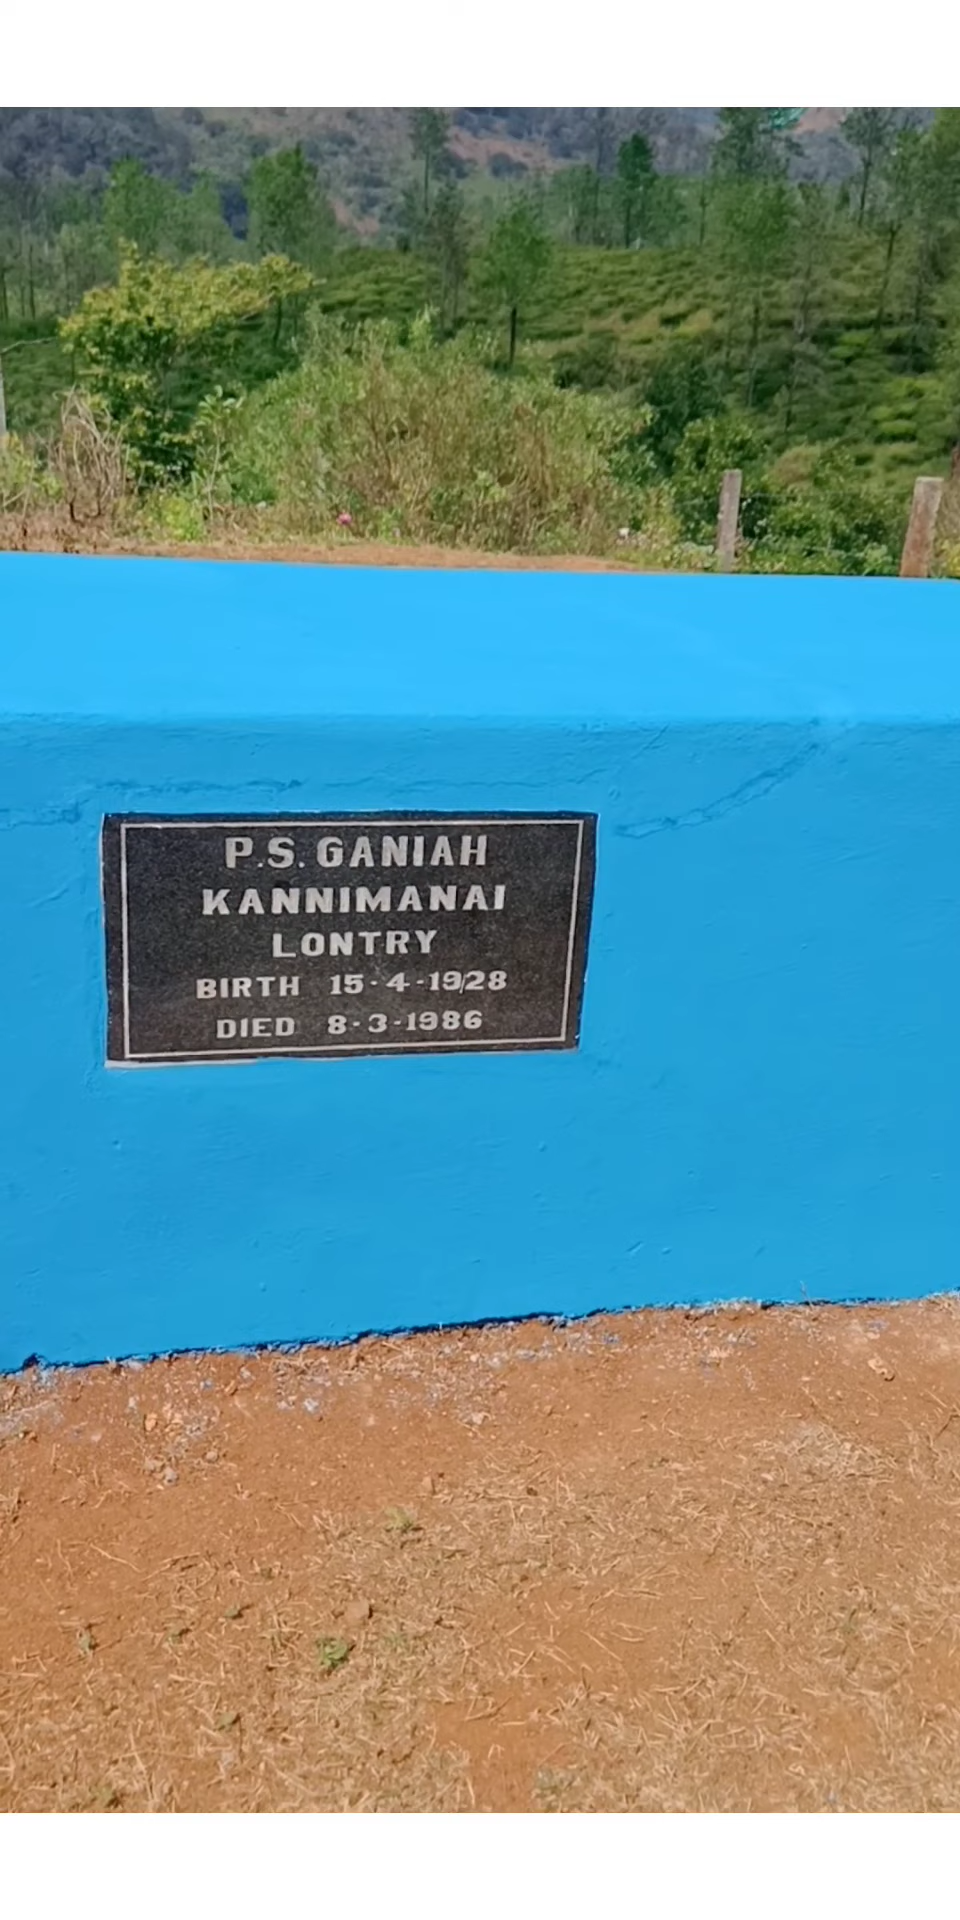 P.S. GANIAH
KANNIMANAI
LONTRY
BIRTH 15-4-1928
DIED 8-3-1986